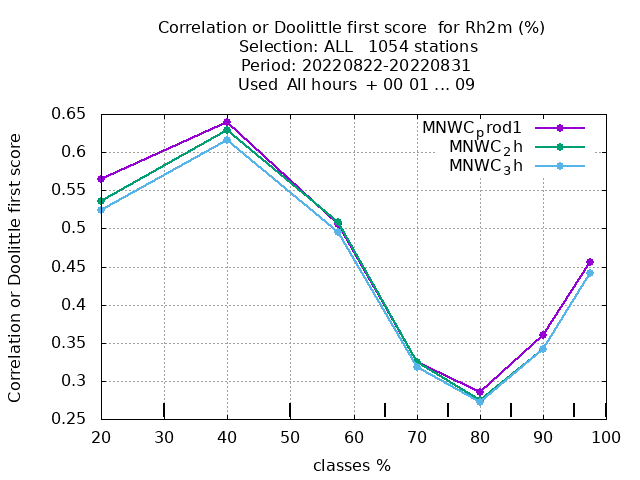 Correlation or Doolittle first score  for Rh2m (%)
Selection: ALL   1054 stations
Period: 20220822-20220831
Used  All hours  + 00 01 ... 09
Correlation or Doolittle first score
0.65
0.6
0.55
0.5
0.45
0.4
0.35
0.3
0.25
MNWC_prod1
MNWC_2h
MNWC_3h
20 30 40 50 60 70 80 90 100
classes %